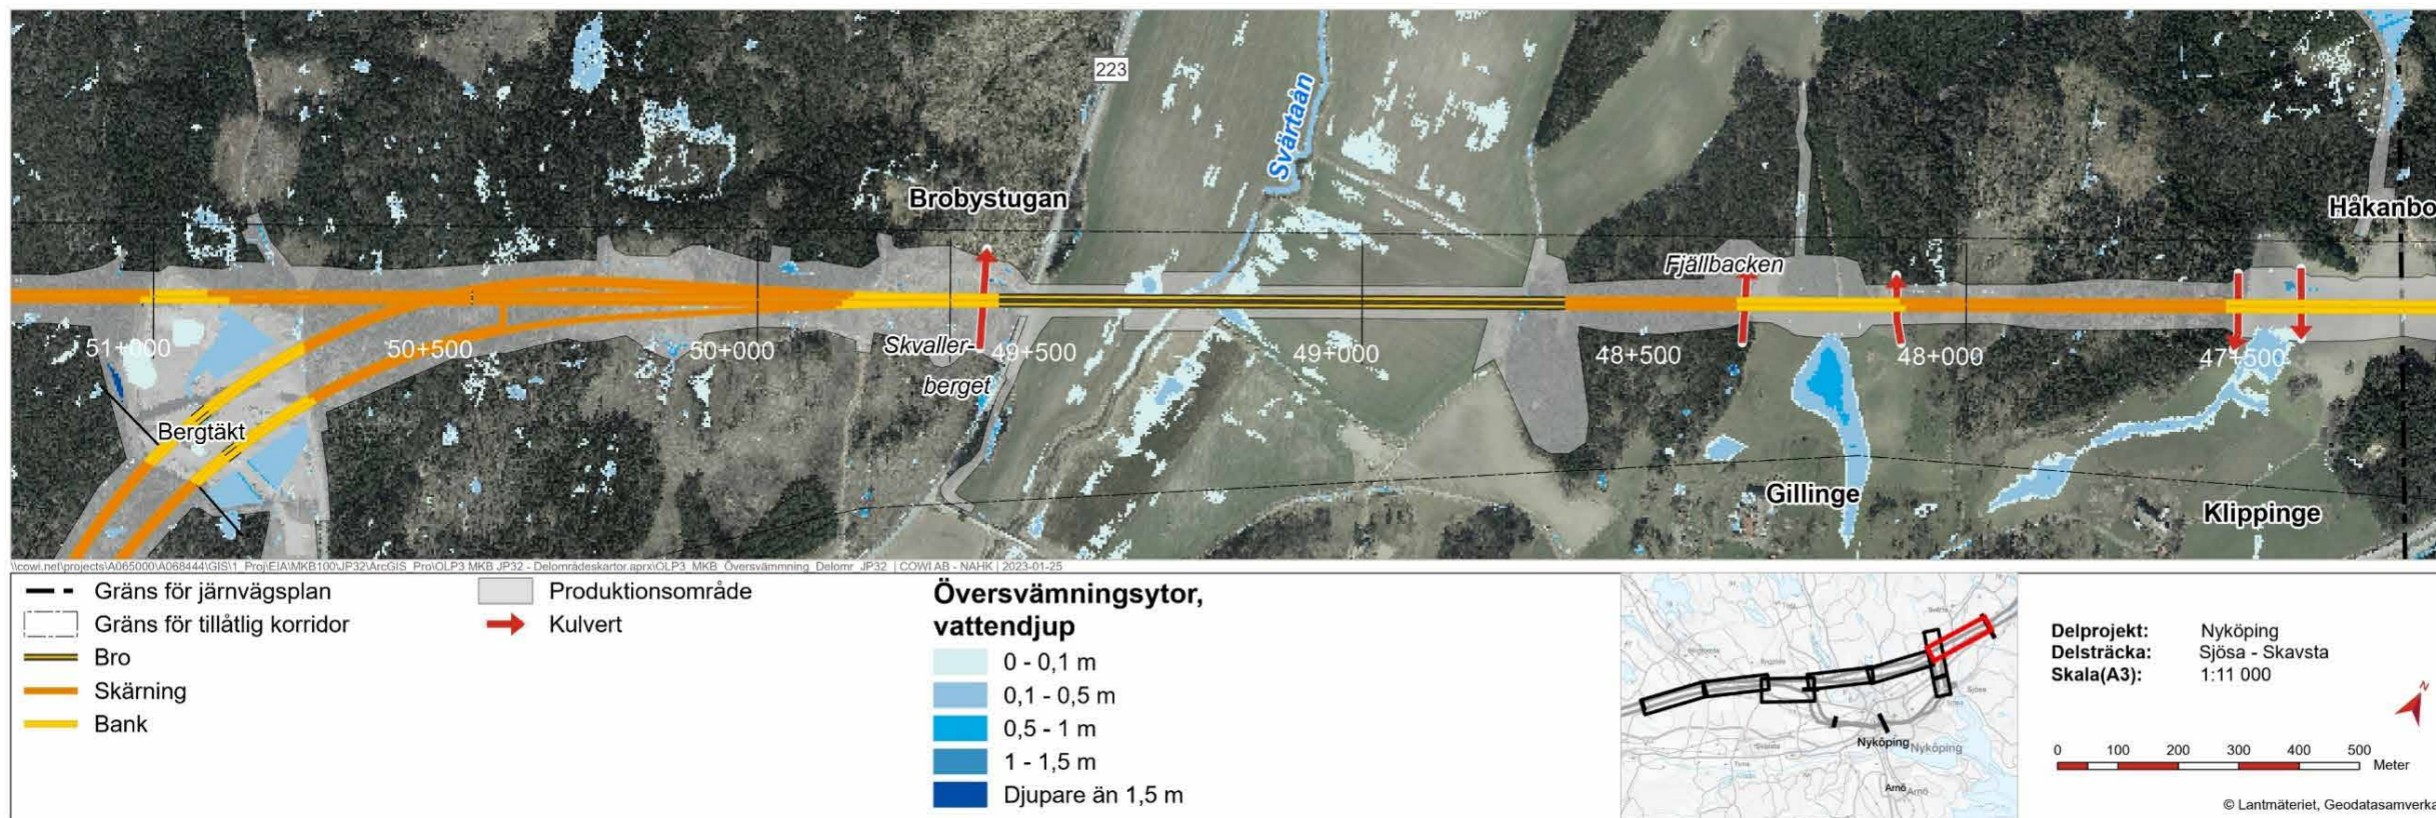 223
Svärtaån
Brobystugan
Håkanbo
Fjällbacken
51+000
50+500
50+000
Skvaller-
berget
49+500
49+000
48+500
48+000
47+500
Bergtäkt
Gillinge
Klippinge
\\cowi.net\projects\A065000\A068444\GIS\1_Proj\EIA\MKB100\JP32\ArcGIS_Pro\OLP3 MKB JP32 - Delområdeskartor.aprx\OLP3_MKB_Översvämmning_Delomr_JP32 | COWI AB - NAHK | 2023-01-25
Gräns för järnvägsplan
Gräns för tillåtlig korridor
Bro
Skärning
Bank
Produktionsområde
Kulvert
Översvämningsytor,
vattendjup
0 - 0,1 m
0,1 - 0,5 m
0,5 - 1 m
1 - 1,5 m
Djupare än 1,5 m
Nyköping
Nyköping
Arnö
Arnö
Delprojekt: Nyköping
Delsträcka: Sjösa - Skavsta
Skala(A3): 1:11 000
N
0 100 200 300 400 500
Meter
© Lantmäteriet, Geodatasamverka